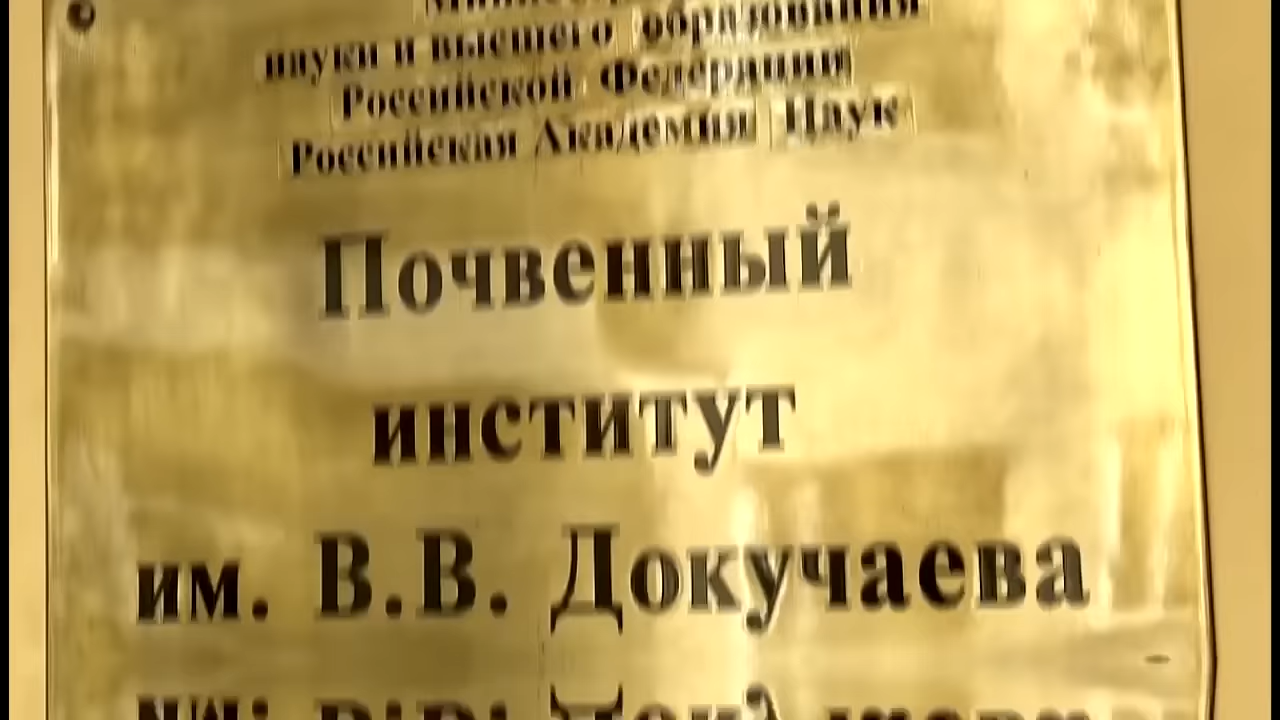 науки и высшего образования
Российской Федерации
Российская Академия Наук
Почвенный
институт
им. В.В. Докучаева